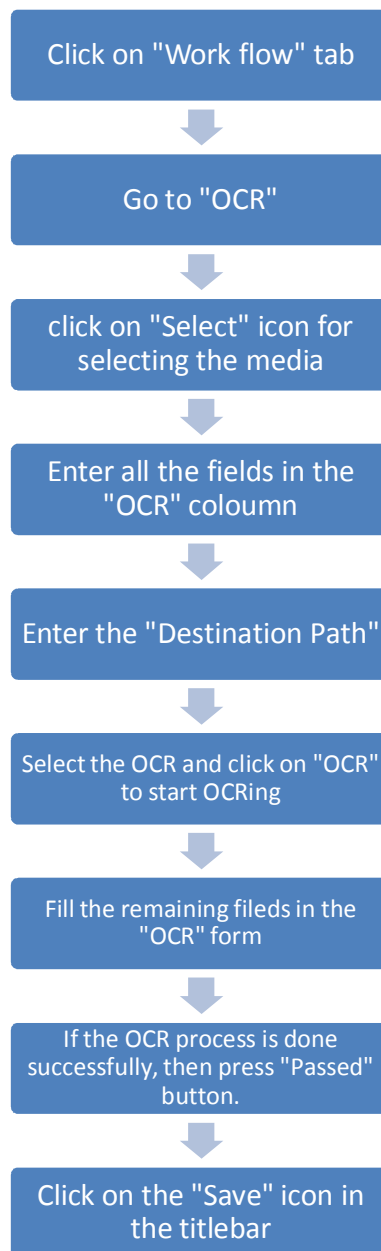 Click on "Work flow" tab
Go to "OCR"
click on "Select" icon for
selecting the media
Enter all the fields in the
"OCR" coloumn
Enter the "Destination Path"
Select the OCR and click on "OCR"
to start OCRing
Fill the remaining fileds in the
"OCR" form
If the OCR process is done
successfully, then press "Passed"
button.
Click on the "Save" icon in
the titlebar